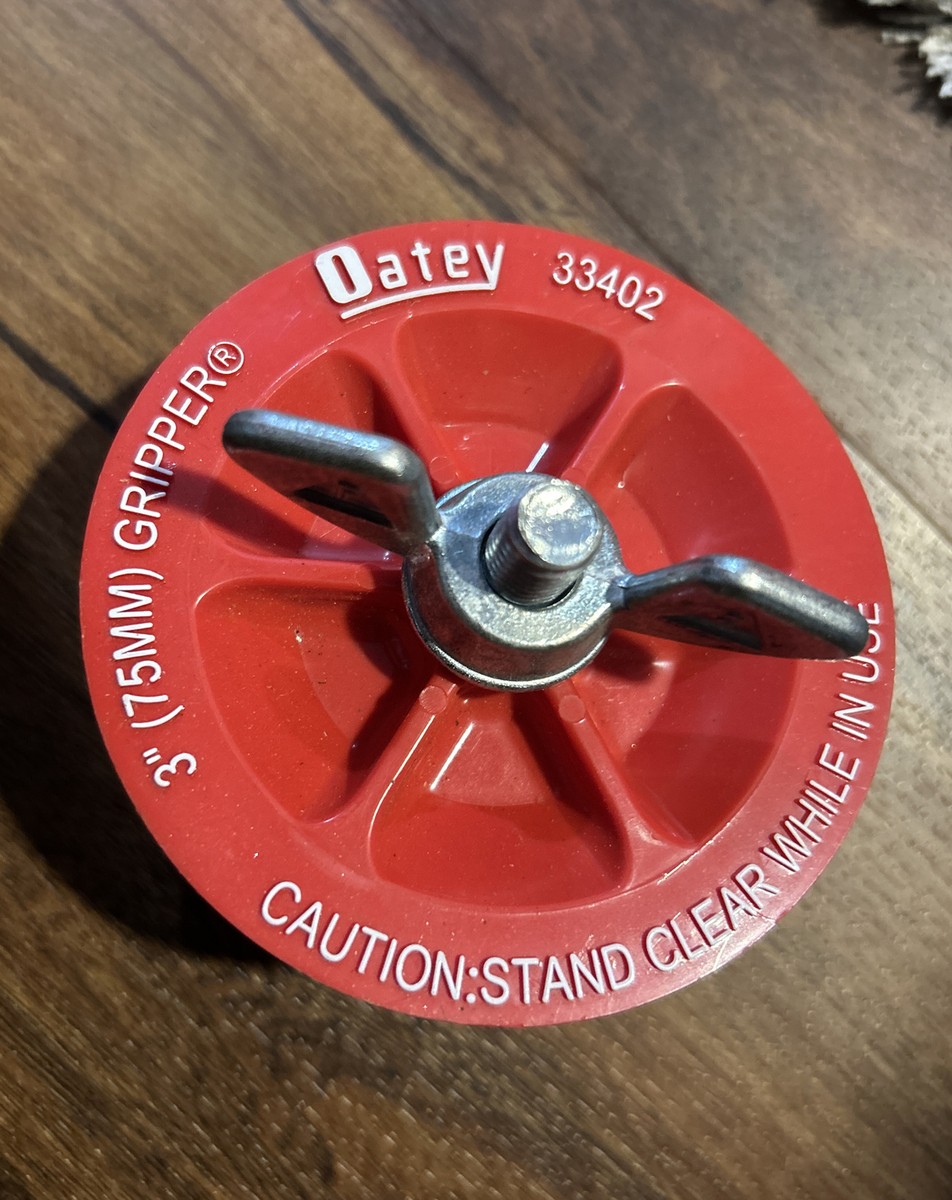 Oatey 33402
3" (75MM) GRIPPER®
CAUTION:STAND CLEAR WHILE IN USE